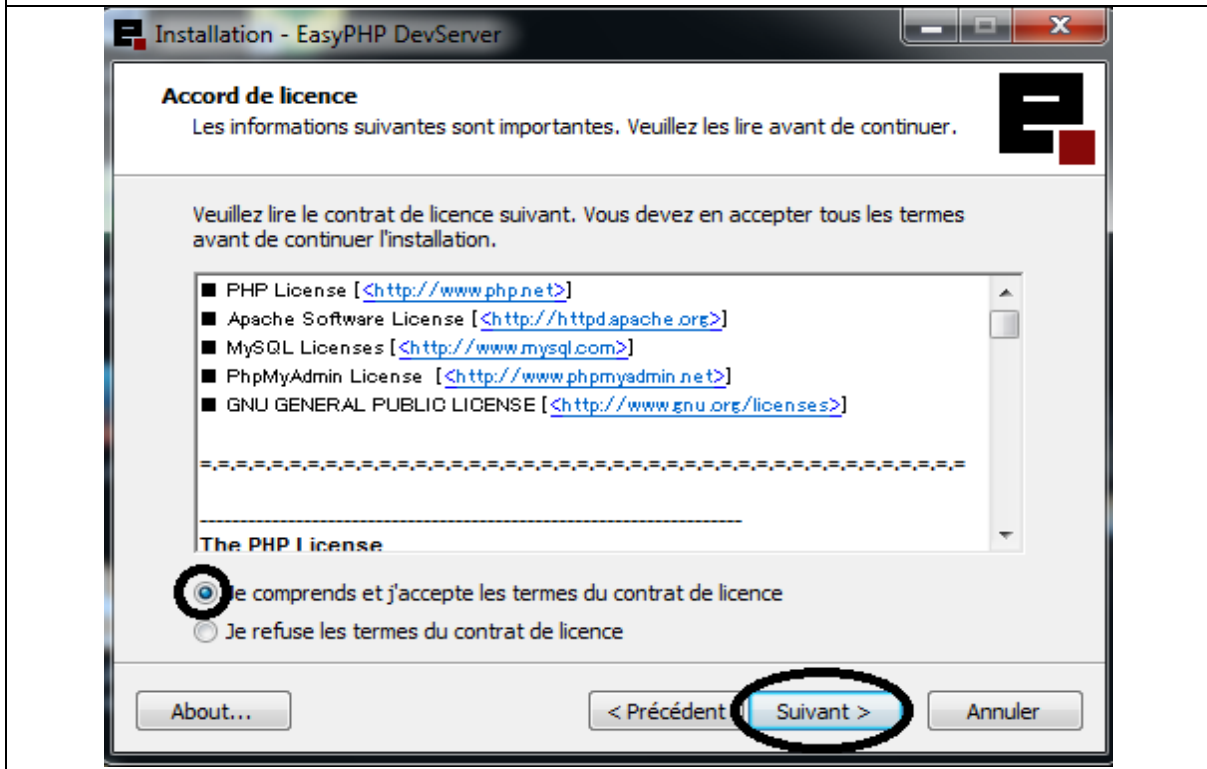 Installation - EasyPHP DevServer
Accord de licence
Les informations suivantes sont importantes. Veuillez les lire avant de continuer.
Veuillez lire le contrat de licence suivant. Vous devez en accepter tous les termes
avant de continuer l'installation.
■ PHP License [<http://www.php.net>]
■ Apache Software License [<http://httpd.apache.org>]
■ MySQL Licenses [<http://www.mysql.com>]
■ PhpMyAdmin License [<http://www.phpmyadmin.net>]
■ GNU GENERAL PUBLIC LICENSE [<http://www.gnu.org/licenses>]
=.=.=.=.=.=.=.=.=.=.=.=.=.=.=.=.=.=.=.=.=.=.=.=.=.=.=.=.=.=.=.=.=.=.=.=.=.=.=.=.=.=.=
--------------------------------------------------------------------
The PHP License
Je comprends et j'accepte les termes du contrat de licence
Je refuse les termes du contrat de licence
About...
< Précédent
Suivant >
Annuler